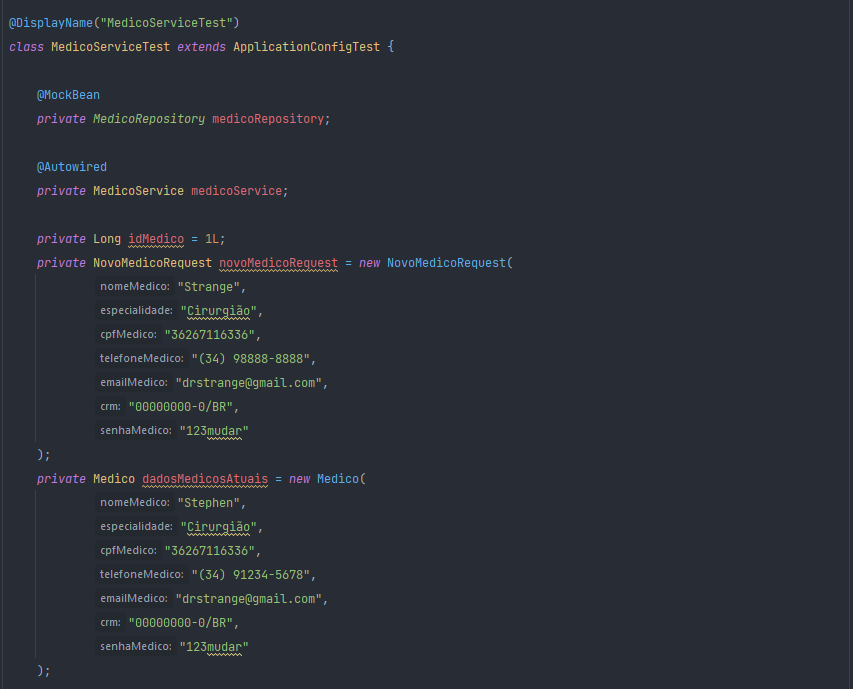 @DisplayName("MedicoServiceTest")
class MedicoServiceTest extends ApplicationConfigTest {
@MockBean
private MedicoRepository medicoRepository;
@Autowired
private MedicoService medicoService;
private Long idMedico = 1L;
private NovoMedicoRequest novoMedicoRequest = new NovoMedicoRequest(
nomeMedico: "Strange",
especialidade: "Cirurgião",
cpfMedico: "36267116336",
telefoneMedico: "(34) 98888-8888",
emailMedico: "drstrange@gmail.com",
crm: "00000000-0/BR",
senhaMedico: "123mudar"
);
private Medico dadosMedicosAtuais = new Medico(
nomeMedico: "Stephen",
especialidade: "Cirurgião",
cpfMedico: "36267116336",
telefoneMedico: "(34) 91234-5678",
emailMedico: "drstrange@gmail.com",
crm: "00000000-0/BR",
senhaMedico: "123mudar"
);